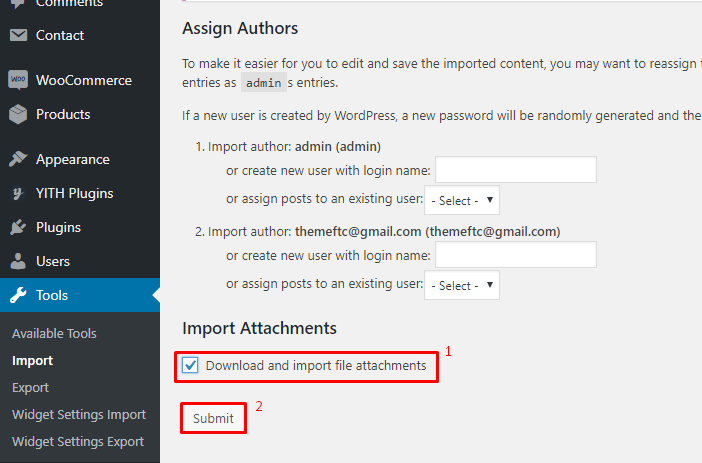 Comments
Contact
WooCommerce
Products
Appearance
YITH Plugins
Plugins
Users
Tools
Available Tools
Import
Export
Widget Settings Import
Widget Settings Export
Assign Authors
To make it easier for you to edit and save the imported content, you may want to reassign
entries as admin s entries.
If a new user is created by WordPress, a new password will be randomly generated and the
1. Import author: admin (admin)
or create new user with login name:
or assign posts to an existing user: - Select -
2. Import author: themeftc@gmail.com (themeftc@gmail.com)
or create new user with login name:
or assign posts to an existing user: - Select -
Import Attachments
Download and import file attachments 1
Submit 2